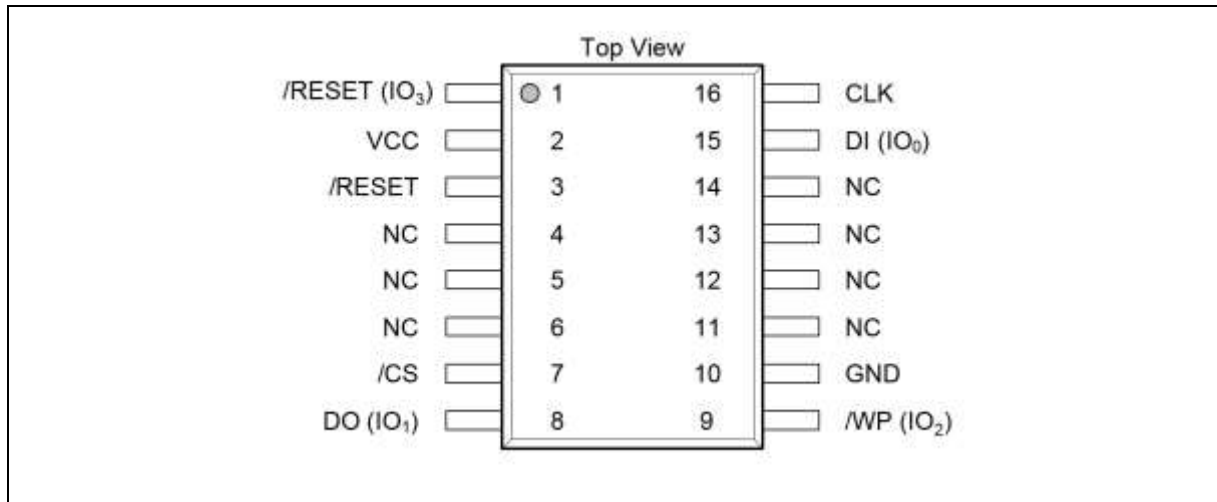 Top View
/RESET (IO₃) 1 16 CLK
VCC 2 15 DI (IO₀)
/RESET 3 14 NC
NC 4 13 NC
NC 5 12 NC
NC 6 11 NC
/CS 7 10 GND
DO (IO₁) 8 9 /WP (IO₂)